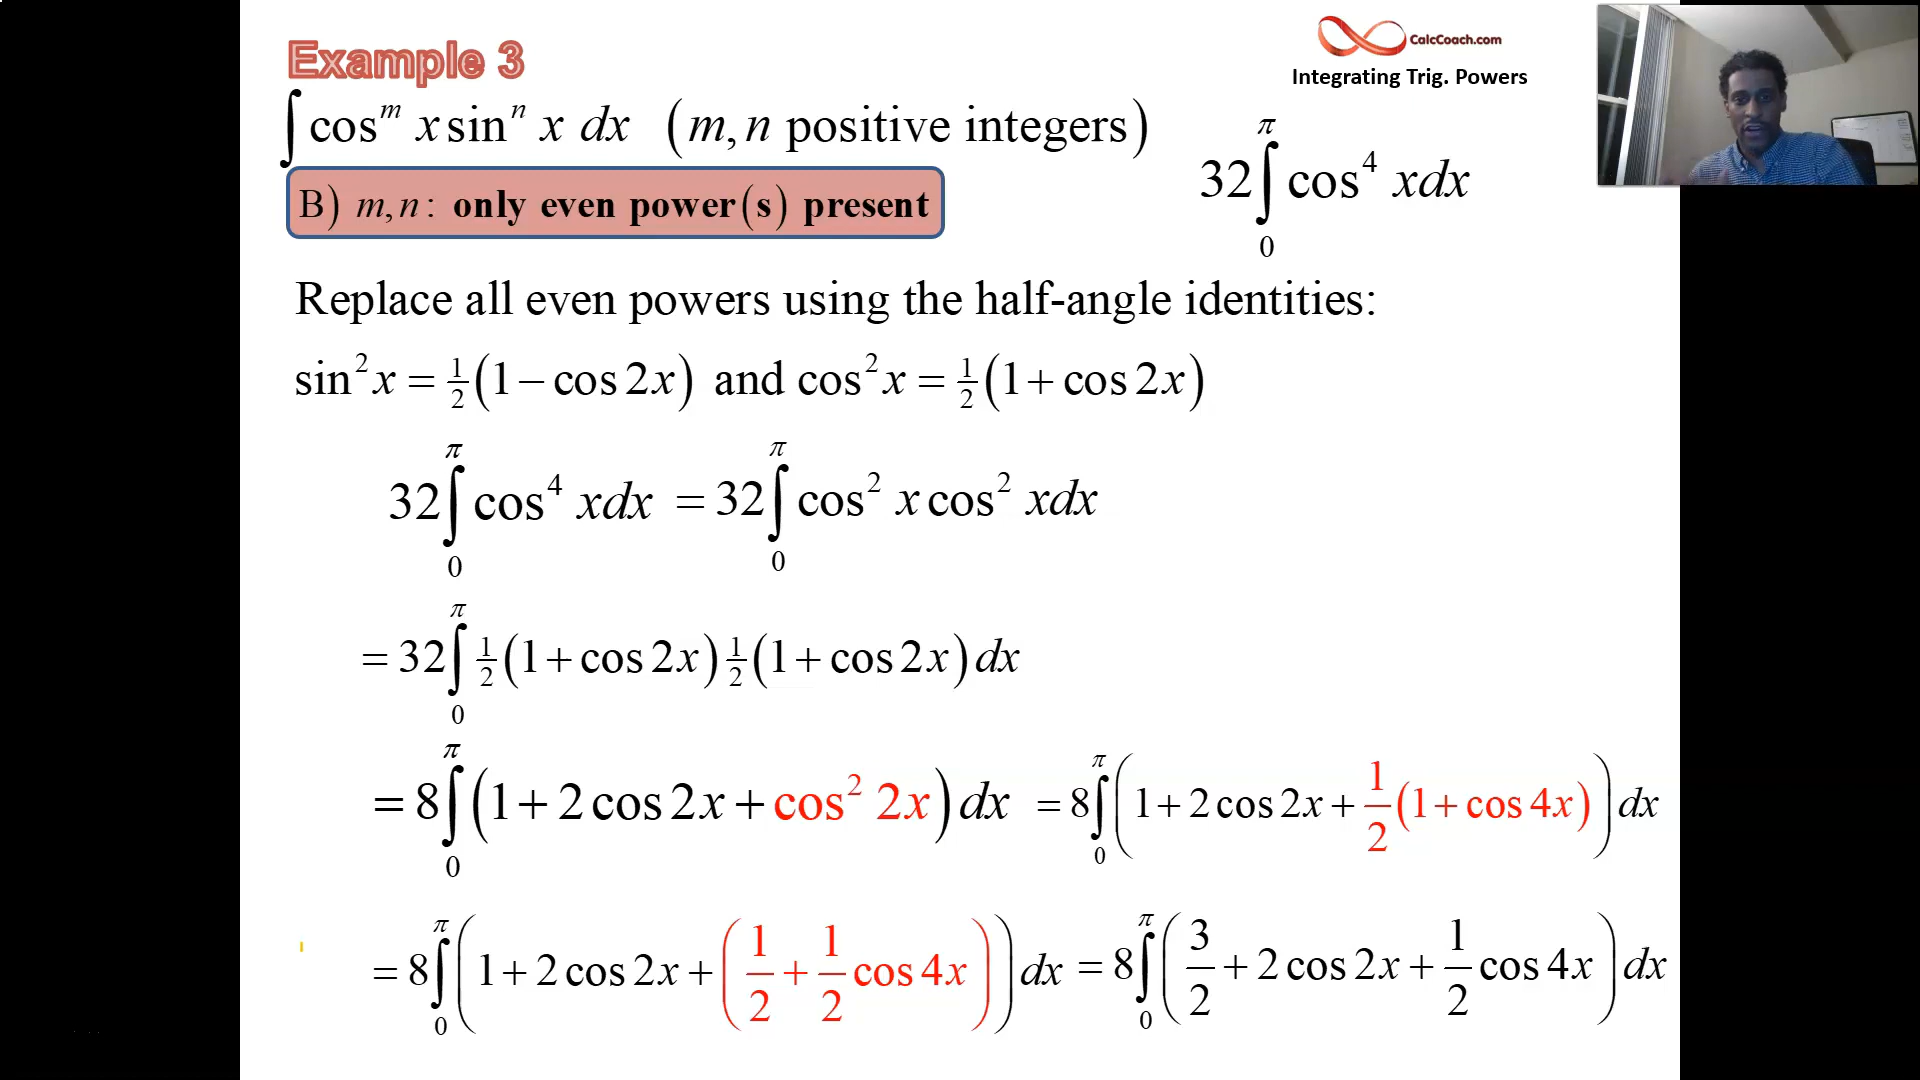 Example 3
CalcCoach.com
Integrating Trig. Powers
∫ cos^m x sin^n x dx (m, n positive integers)
32∫_0^π cos^4 xdx
B) m, n: only even power(s) present
Replace all even powers using the half-angle identities:
sin^2 x = 1/2 (1 − cos 2x) and cos^2 x = 1/2 (1 + cos 2x)
32∫_0^π cos^4 xdx = 32∫_0^π cos^2 x cos^2 xdx
= 32∫_0^π 1/2 (1 + cos 2x) 1/2 (1 + cos 2x) dx
= 8∫_0^π (1 + 2 cos 2x + cos^2 2x) dx = 8∫_0^π (1 + 2 cos 2x + 1/2 (1 + cos 4x)) dx
= 8∫_0^π (1 + 2 cos 2x + (1/2 + 1/2 cos 4x)) dx = 8∫_0^π (3/2 + 2 cos 2x + 1/2 cos 4x) dx